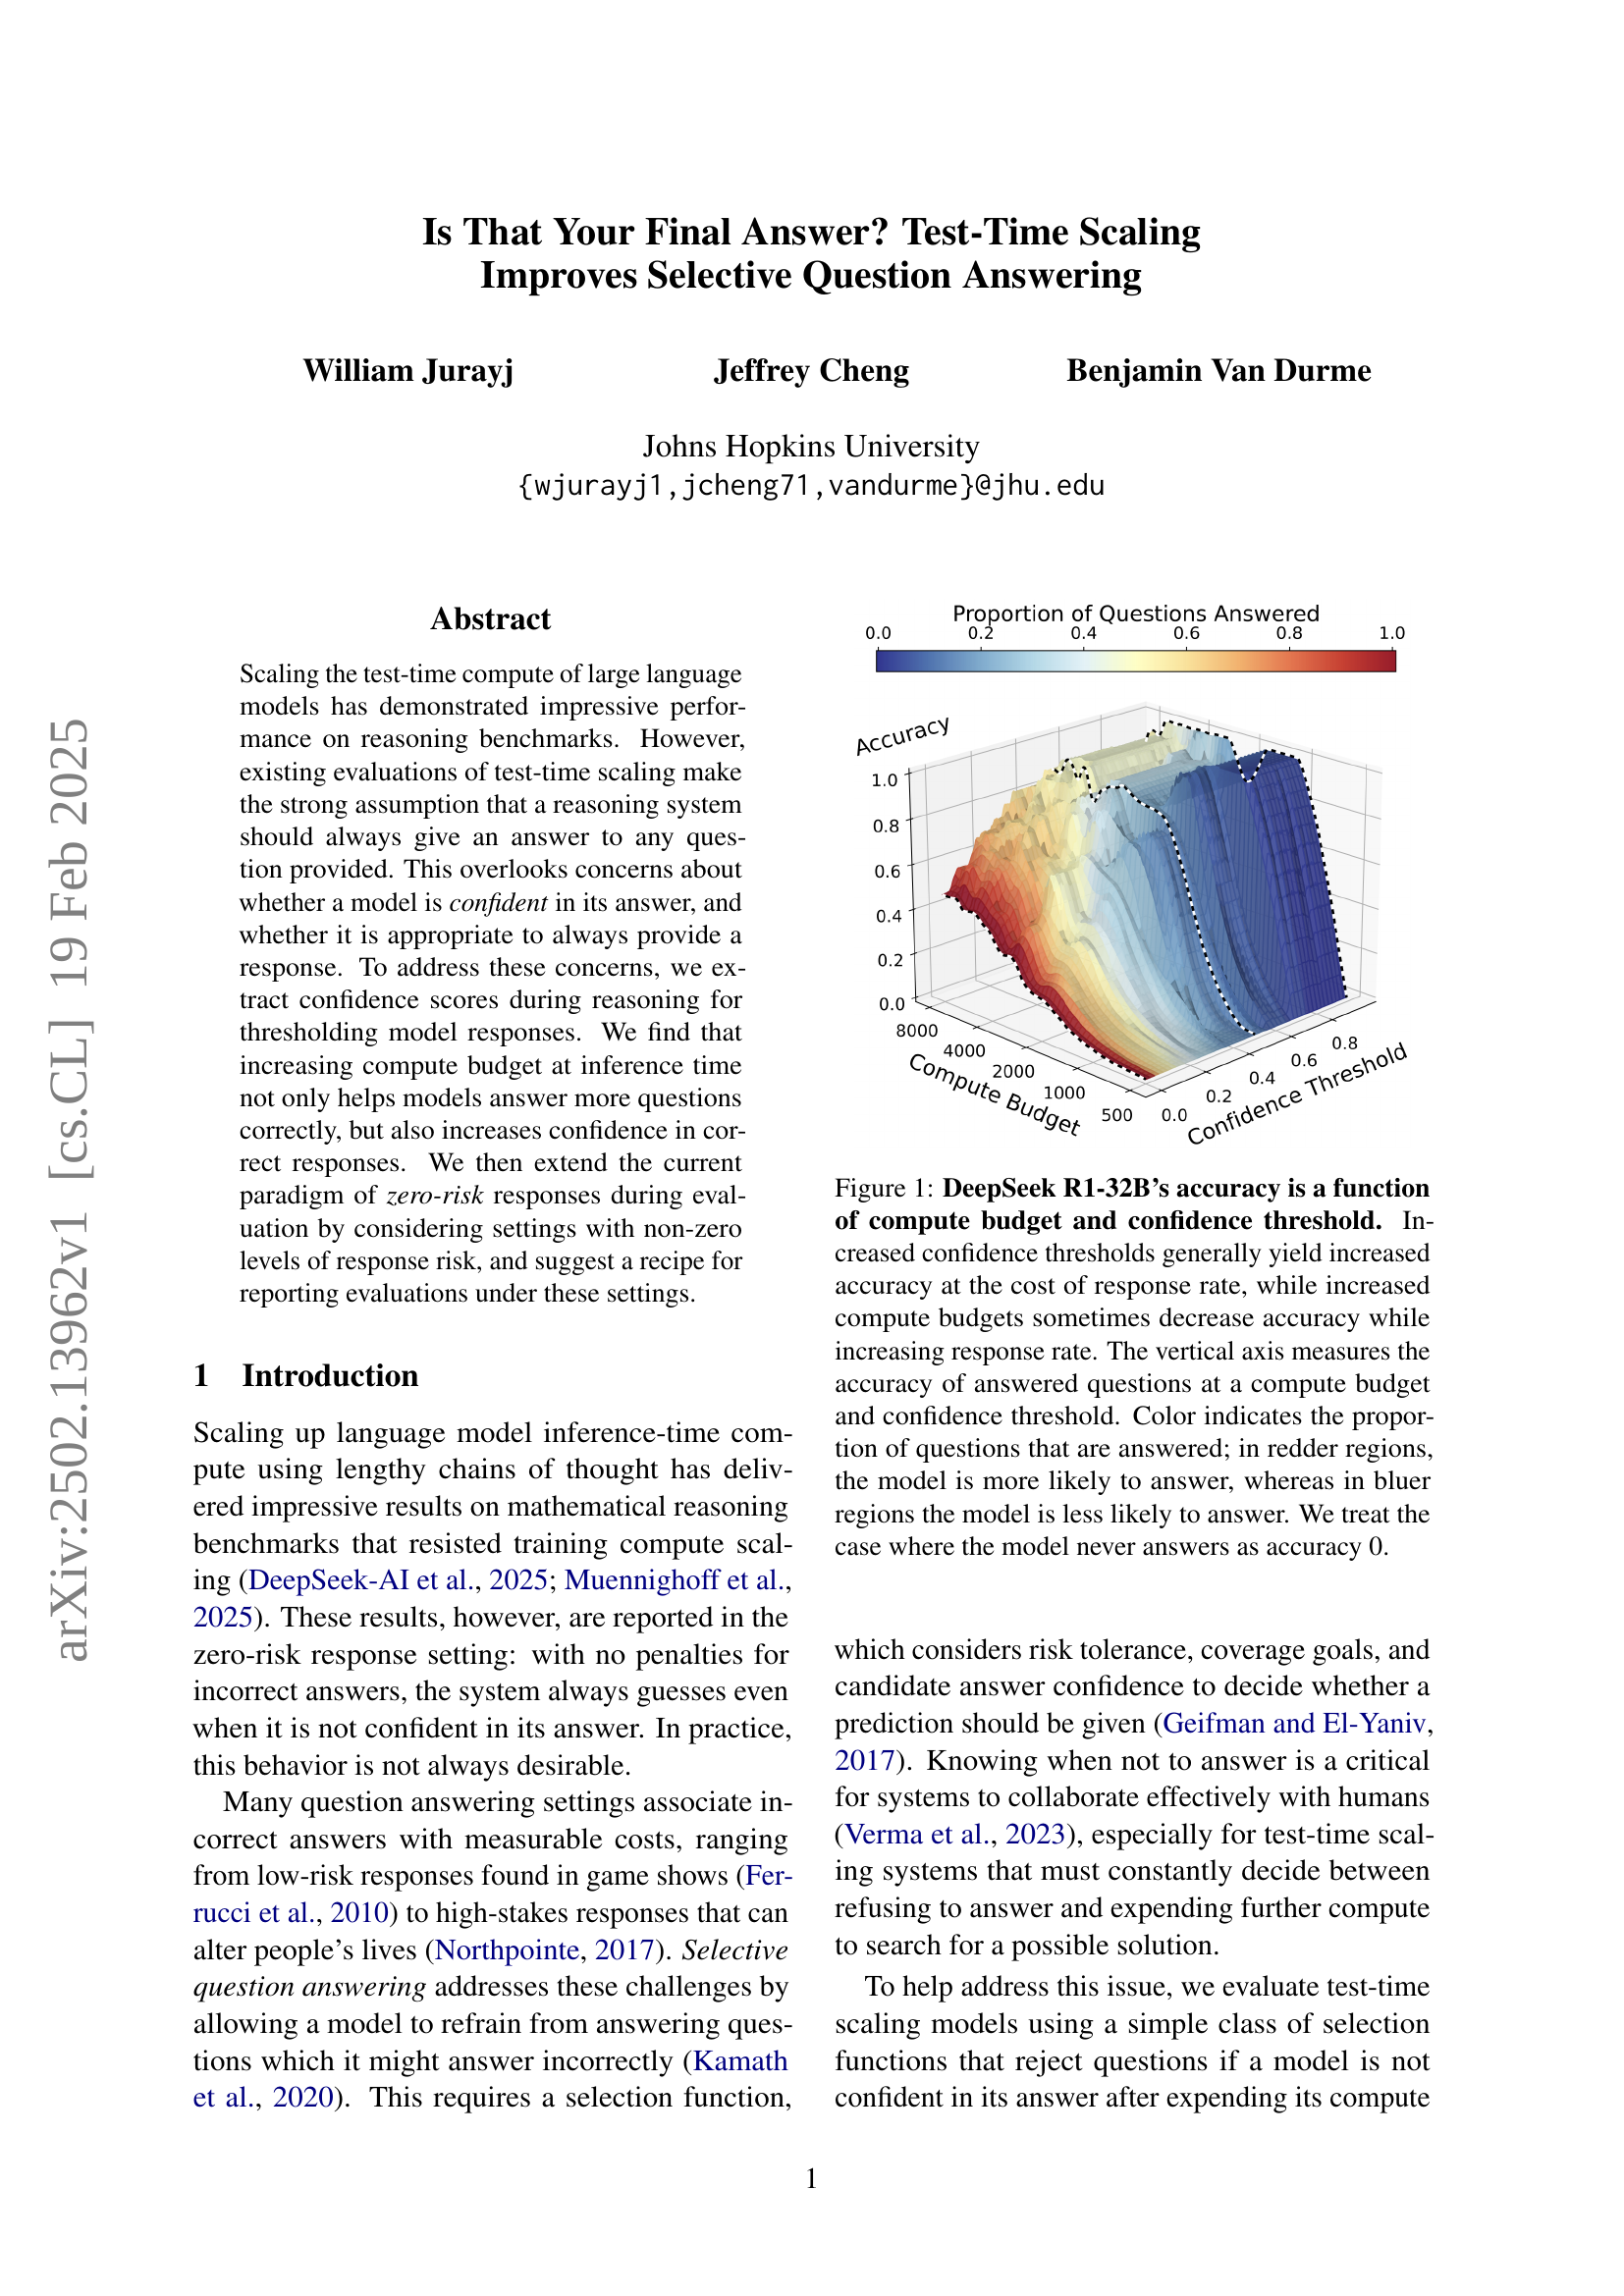 Is That Your Final Answer? Test-Time Scaling
Improves Selective Question Answering
William Jurayj
Jeffrey Cheng
Benjamin Van Durme
Johns Hopkins University
{wjurayj1,jcheng71,vandurme}@jhu.edu
arXiv:2502.13962v1 [cs.CL] 19 Feb 2025
Abstract
Scaling the test-time compute of large language
models has demonstrated impressive perfor-
mance on reasoning benchmarks. However,
existing evaluations of test-time scaling make
the strong assumption that a reasoning system
should always give an answer to any ques-
tion provided. This overlooks concerns about
whether a model is confident in its answer, and
whether it is appropriate to always provide a
response. To address these concerns, we ex-
tract confidence scores during reasoning for
thresholding model responses. We find that
increasing compute budget at inference time
not only helps models answer more questions
correctly, but also increases confidence in cor-
rect responses. We then extend the current
paradigm of zero-risk responses during eval-
uation by considering settings with non-zero
levels of response risk, and suggest a recipe for
reporting evaluations under these settings.
1 Introduction
Scaling up language model inference-time com-
pute using lengthy chains of thought has deliv-
ered impressive results on mathematical reasoning
benchmarks that resisted training compute scal-
ing (DeepSeek-AI et al., 2025; Muennighoff et al.,
2025). These results, however, are reported in the
zero-risk response setting: with no penalties for
incorrect answers, the system always guesses even
when it is not confident in its answer. In practice,
this behavior is not always desirable.
Many question answering settings associate in-
correct answers with measurable costs, ranging
from low-risk responses found in game shows (Fer-
rucci et al., 2010) to high-stakes responses that can
alter people's lives (Northpointe, 2017). Selective
question answering addresses these challenges by
allowing a model to refrain from answering ques-
tions which it might answer incorrectly (Kamath
et al., 2020). This requires a selection function,
Proportion of Questions Answered
0.0 0.2 0.4 0.6 0.8 1.0
Accuracy
1.0
0.8
0.6
0.4
0.2
0.0
8000
4000
2000
1000
500
Compute Budget
0.0
0.2
0.4
0.6
0.8
Confidence Threshold
Figure 1: DeepSeek R1-32B's accuracy is a function
of compute budget and confidence threshold. In-
creased confidence thresholds generally yield increased
accuracy at the cost of response rate, while increased
compute budgets sometimes decrease accuracy while
increasing response rate. The vertical axis measures the
accuracy of answered questions at a compute budget
and confidence threshold. Color indicates the propor-
tion of questions that are answered; in redder regions,
the model is more likely to answer, whereas in bluer
regions the model is less likely to answer. We treat the
case where the model never answers as accuracy 0.
which considers risk tolerance, coverage goals, and
candidate answer confidence to decide whether a
prediction should be given (Geifman and El-Yaniv,
2017). Knowing when not to answer is a critical
for systems to collaborate effectively with humans
(Verma et al., 2023), especially for test-time scal-
ing systems that must constantly decide between
refusing to answer and expending further compute
to search for a possible solution.
To help address this issue, we evaluate test-time
scaling models using a simple class of selection
functions that reject questions if a model is not
confident in its answer after expending its compute
1